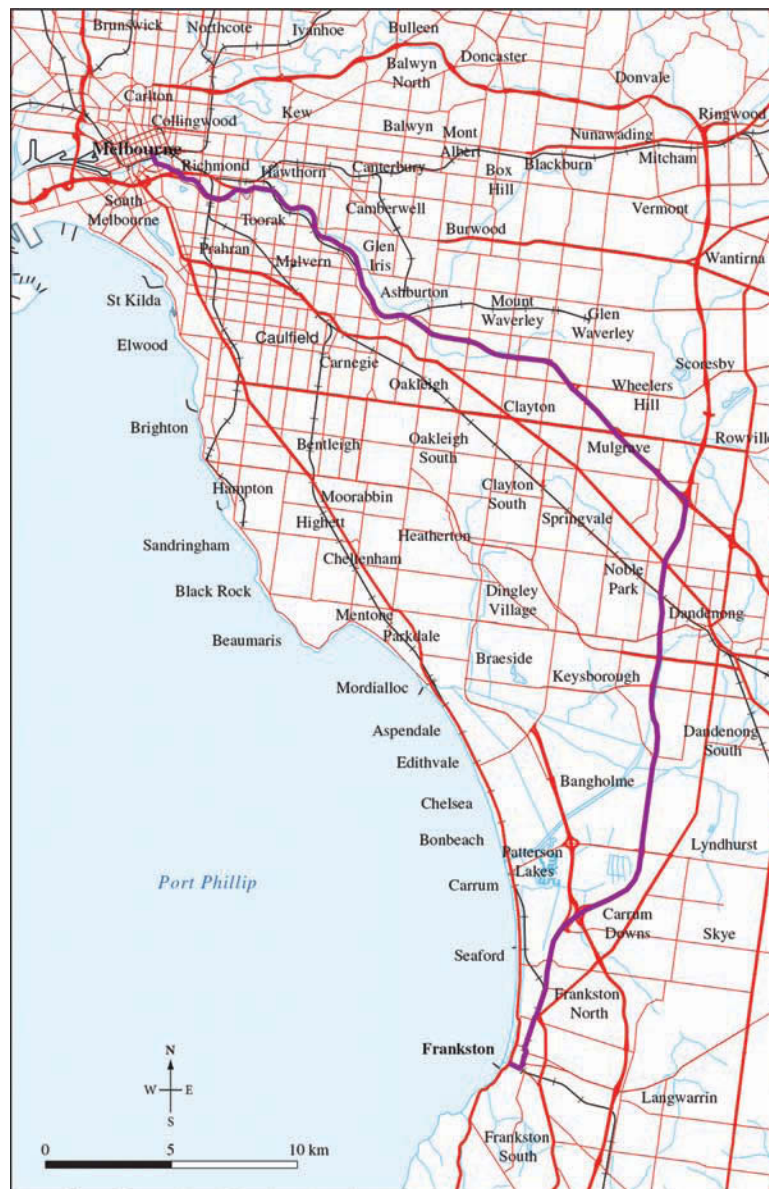 Brunswick
Northcote
Ivanhoe
Bulleen
Doncaster
Balwyn
North
Donvale
Carlton
Collingwood
Kew
Balwyn
Mont
Albert
Nunawading
Ringwood
Melbourne
Richmond
Hawthorn
Canterbury
Box
Hill
Blackburn
Mitcham
South
Melbourne
Toorak
Camberwell
Vermont
Prahran
Malvern
Glen
Iris
Burwood
Wantirna
St Kilda
Ashburton
Mount
Waverley
Glen
Waverley
Elwood
Caulfield
Carnegie
Oakleigh
Scoresby
Wheelers
Hill
Clayton
Brighton
Bentleigh
Oakleigh
South
Mulgrave
Rowville
Hampton
Moorabbin
Clayton
South
Highett
Springvale
Sandringham
Heatherton
Cheltenham
Noble
Park
Black Rock
Dingley
Village
Mentone
Dandenong
Beaumaris
Parkdale
Braeside
Keysborough
Mordialloc
Aspendale
Dandenong
South
Edithvale
Bangholme
Chelsea
Bonbeach
Patterson
Lakes
Lyndhurst
Port Phillip
Carrum
Carrum
Downs
Skye
Seaford
Frankston
North
Frankston
N
W E
S
Langwarrin
Frankston
South
0 5 10 km